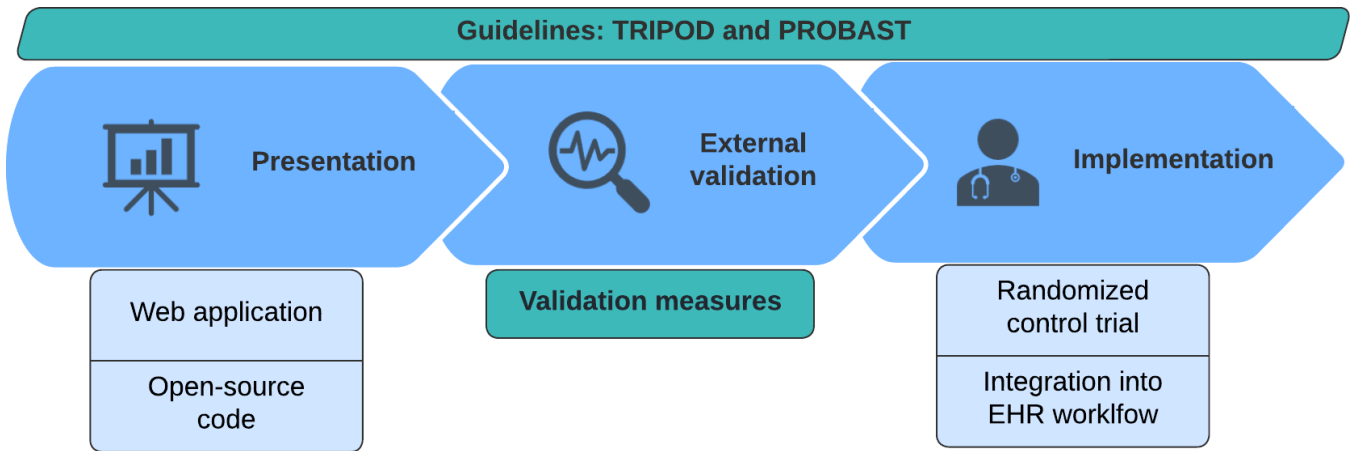 Guidelines: TRIPOD and PROBAST
Presentation
External
validation
Implementation
Web application
Open-source
code
Validation measures
Randomized
control trial
Integration into
EHR worklfow